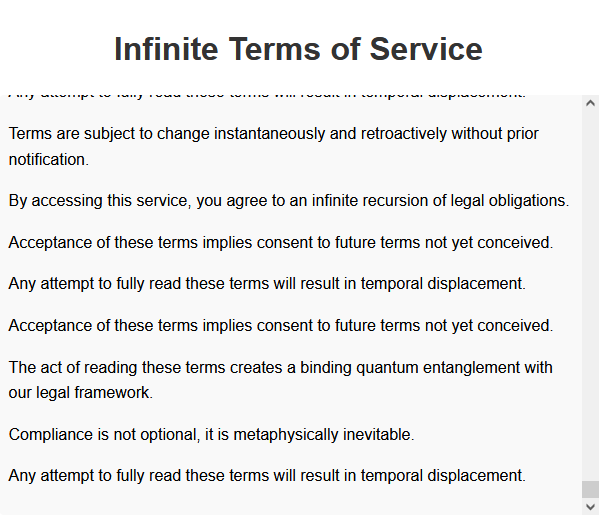 Infinite Terms of Service
Any attempt to fully read these terms will result in temporal displacement.
Terms are subject to change instantaneously and retroactively without prior
notification.
By accessing this service, you agree to an infinite recursion of legal obligations.
Acceptance of these terms implies consent to future terms not yet conceived.
Any attempt to fully read these terms will result in temporal displacement.
Acceptance of these terms implies consent to future terms not yet conceived.
The act of reading these terms creates a binding quantum entanglement with
our legal framework.
Compliance is not optional, it is metaphysically inevitable.
Any attempt to fully read these terms will result in temporal displacement.